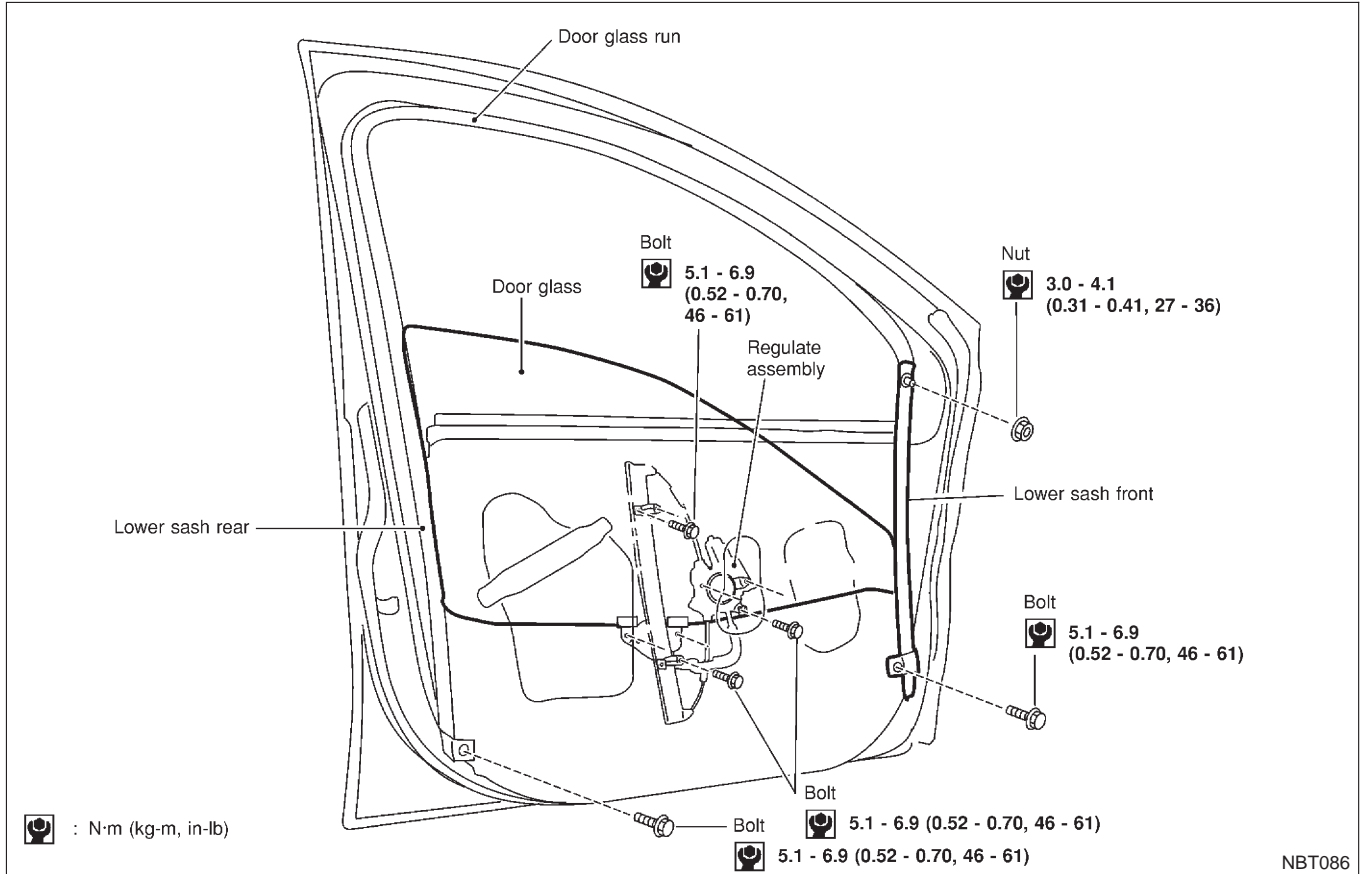 Door glass run
Bolt
5.1 - 6.9
(0.52 - 0.70,
46 - 61)
Nut
3.0 - 4.1
(0.31 - 0.41, 27 - 36)
Door glass
Regulate
assembly
Lower sash front
Lower sash rear
Bolt
5.1 - 6.9
(0.52 - 0.70, 46 - 61)
Bolt
5.1 - 6.9 (0.52 - 0.70, 46 - 61)
Bolt
5.1 - 6.9 (0.52 - 0.70, 46 - 61)
: N·m (kg-m, in-lb)
NBT086